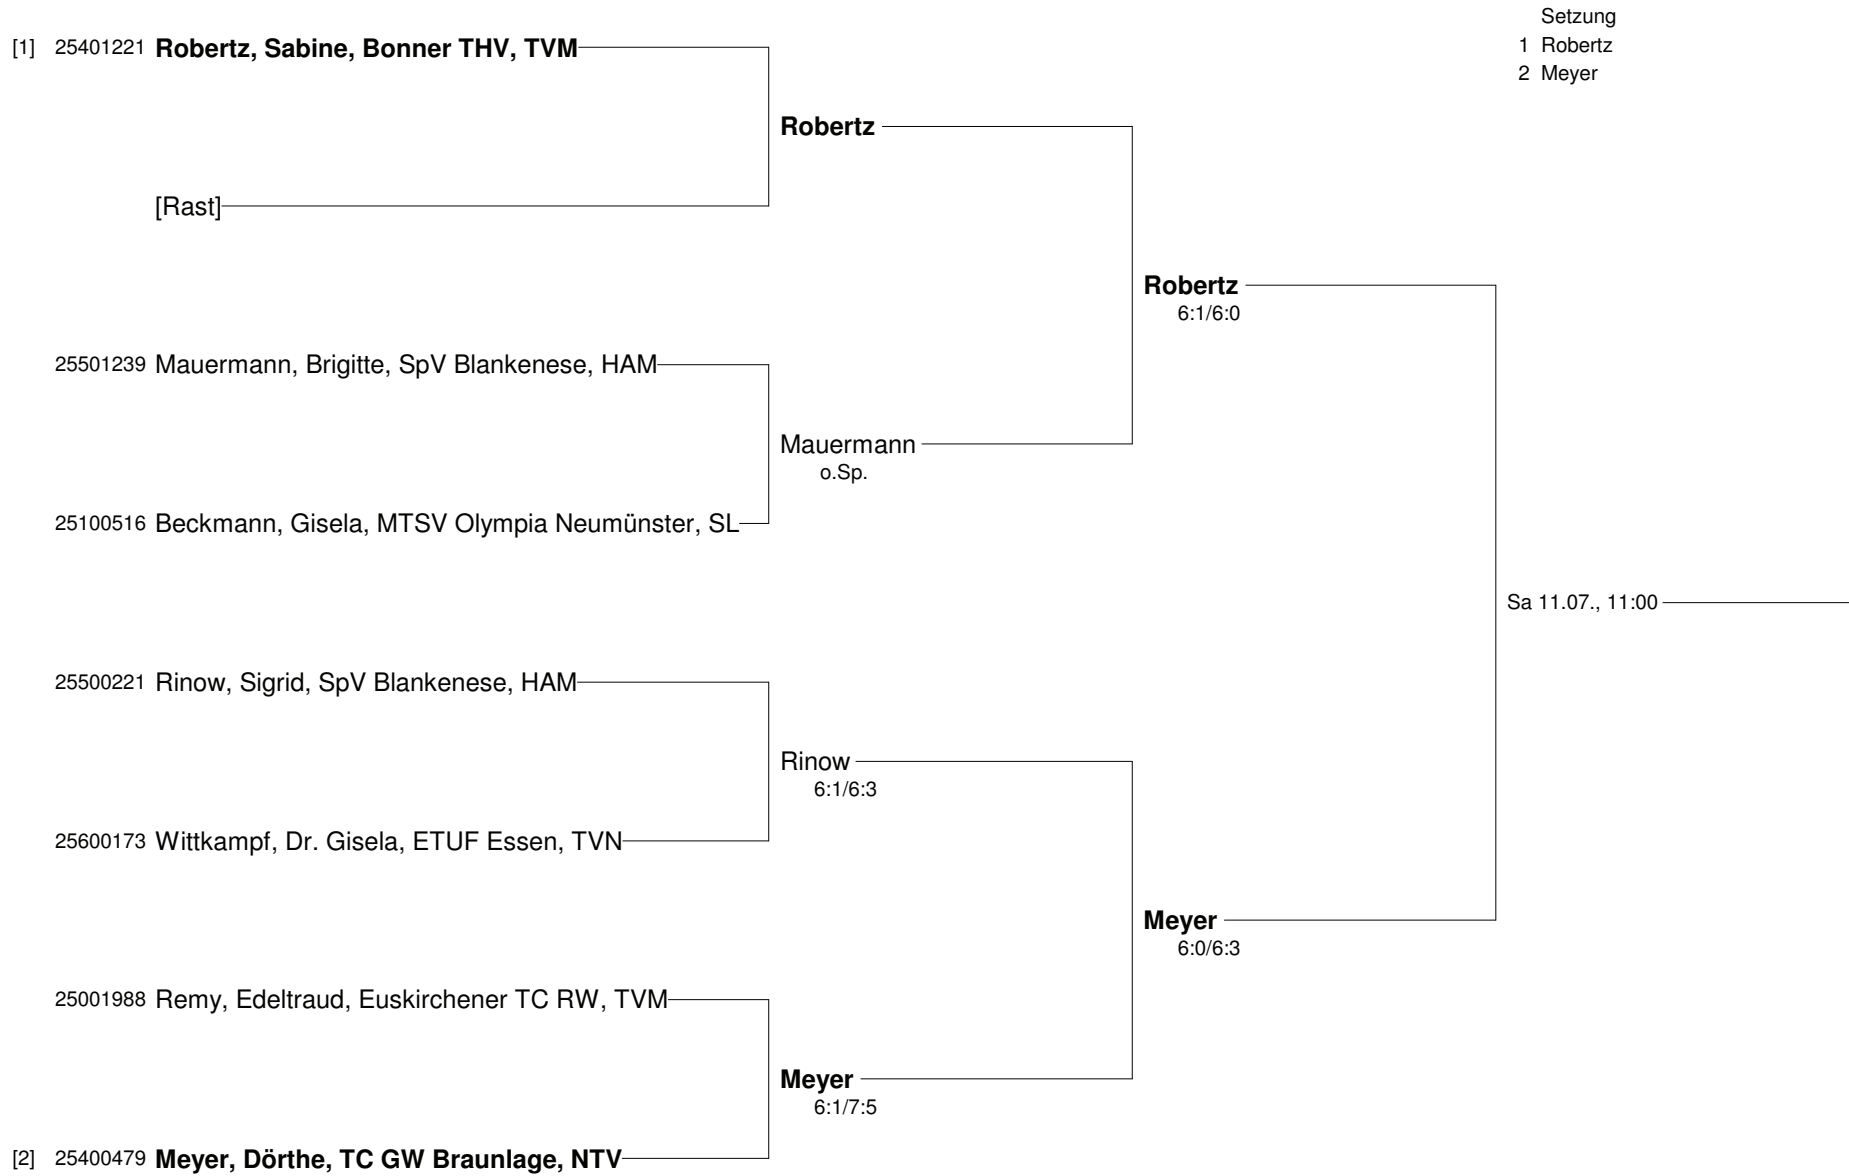 Setzung
1 Robertz
2 Meyer
[1] 25401221 Robertz, Sabine, Bonner THV, TVM
Robertz
[Rast]
Robertz
6:1/6:0
25501239 Mauermann, Brigitte, SpV Blankenese, HAM
Mauermann
o.Sp.
25100516 Beckmann, Gisela, MTSV Olympia Neumünster, SL
Sa 11.07., 11:00
25500221 Rinow, Sigrid, SpV Blankenese, HAM
Rinow
6:1/6:3
25600173 Wittkampf, Dr. Gisela, ETUF Essen, TVN
Meyer
6:0/6:3
25001988 Remy, Edeltraud, Euskirchener TC RW, TVM
Meyer
6:1/7:5
[2] 25400479 Meyer, Dörthe, TC GW Braunlage, NTV